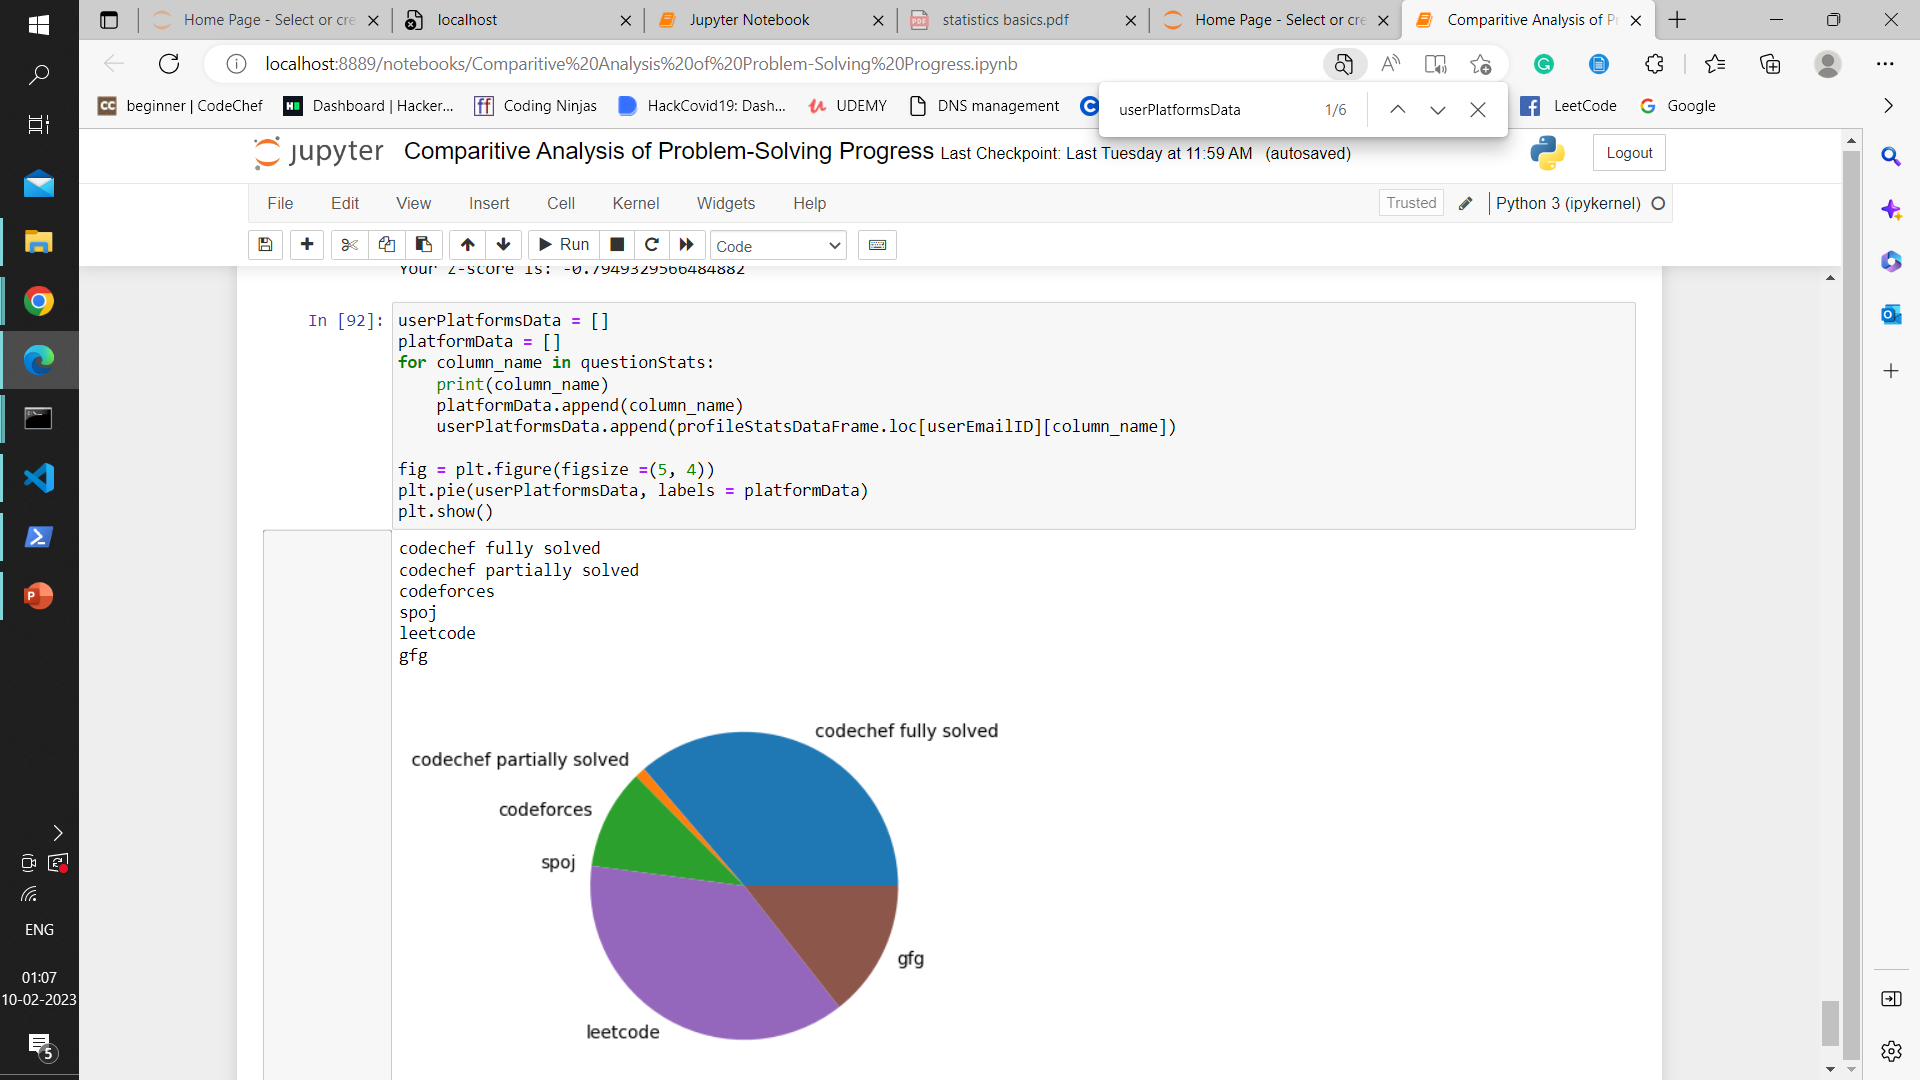 Home Page - Select or cre
localhost
Jupyter Notebook
statistics basics.pdf
Home Page - Select or cre
Comparitive Analysis of Pr
localhost:8889/notebooks/Comparitive%20Analysis%20of%20Problem-Solving%20Progress.ipynb
beginner | CodeChef
Dashboard | Hacker...
Coding Ninjas
HackCovid19: Dash...
UDEMY
DNS management
LeetCode
Google
userPlatformsData
1/6
jupyter
Comparitive Analysis of Problem-Solving Progress Last Checkpoint: Last Tuesday at 11:59 AM (autosaved)
Logout
File
Edit
View
Insert
Cell
Kernel
Widgets
Help
Trusted
Python 3 (ipykernel)
Run
Code
Your z-score is: -0.7949329566484882
In [92]:
userPlatformsData = []
platformData = []
for column_name in questionStats:
    print(column_name)
    platformData.append(column_name)
    userPlatformsData.append(profileStatsDataFrame.loc[userEmailID][column_name])
fig = plt.figure(figsize =(5, 4))
plt.pie(userPlatformsData, labels = platformData)
plt.show()
codechef fully solved
codechef partially solved
codeforces
spoj
leetcode
gfg
codechef fully solved
codechef partially solved
codeforces
spoj
gfg
leetcode
ENG
01:07
10-02-2023
5